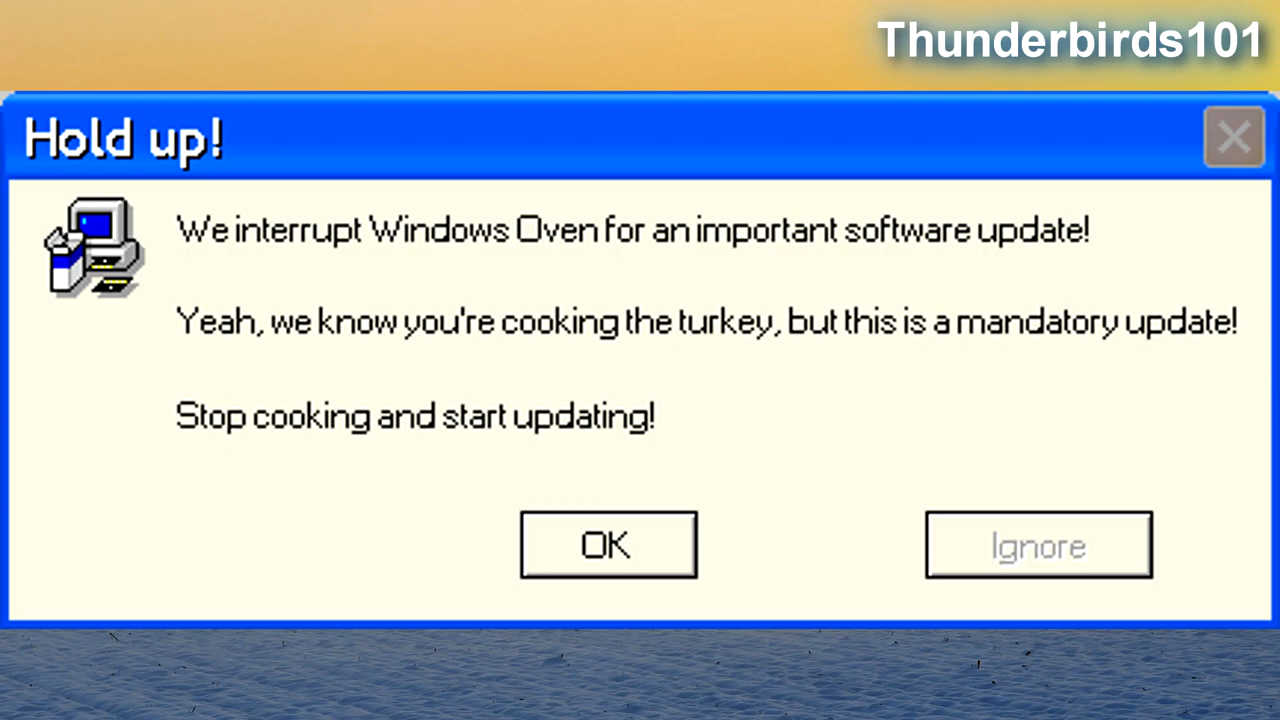 Thunderbirds101
Hold up!
We interrupt Windows Oven for an important software update!
Yeah, we know you're cooking the turkey, but this is a mandatory update!
Stop cooking and start updating!
OK
Ignore